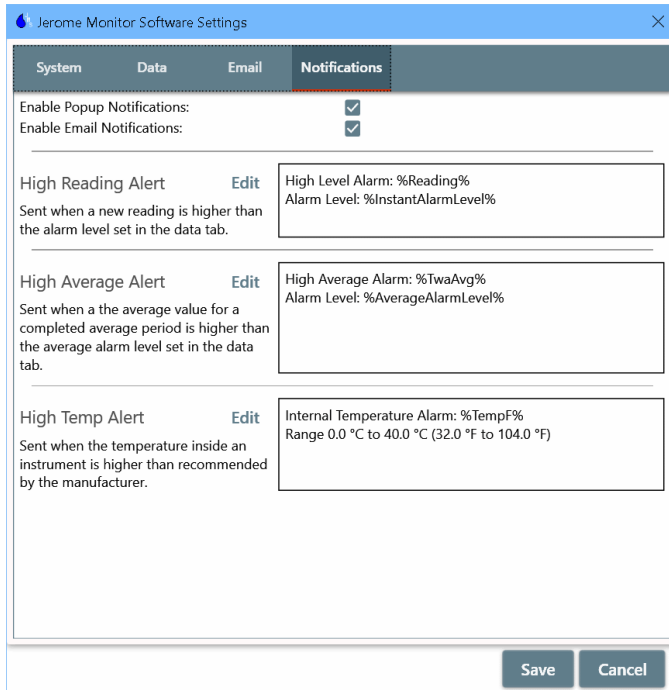 Jerome Monitor Software Settings
System Data Email Notifications
Enable Popup Notifications:
Enable Email Notifications:
High Reading Alert Edit
Sent when a new reading is higher than
the alarm level set in the data tab.
High Level Alarm: %Reading%
Alarm Level: %InstantAlarmLevel%
High Average Alert Edit
Sent when a the average value for a
completed average period is higher than
the average alarm level set in the data
tab.
High Average Alarm: %TwaAvg%
Alarm Level: %AverageAlarmLevel%
High Temp Alert Edit
Sent when the temperature inside an
instrument is higher than recommended
by the manufacturer.
Internal Temperature Alarm: %TempF%
Range 0.0 °C to 40.0 °C (32.0 °F to 104.0 °F)
Save Cancel